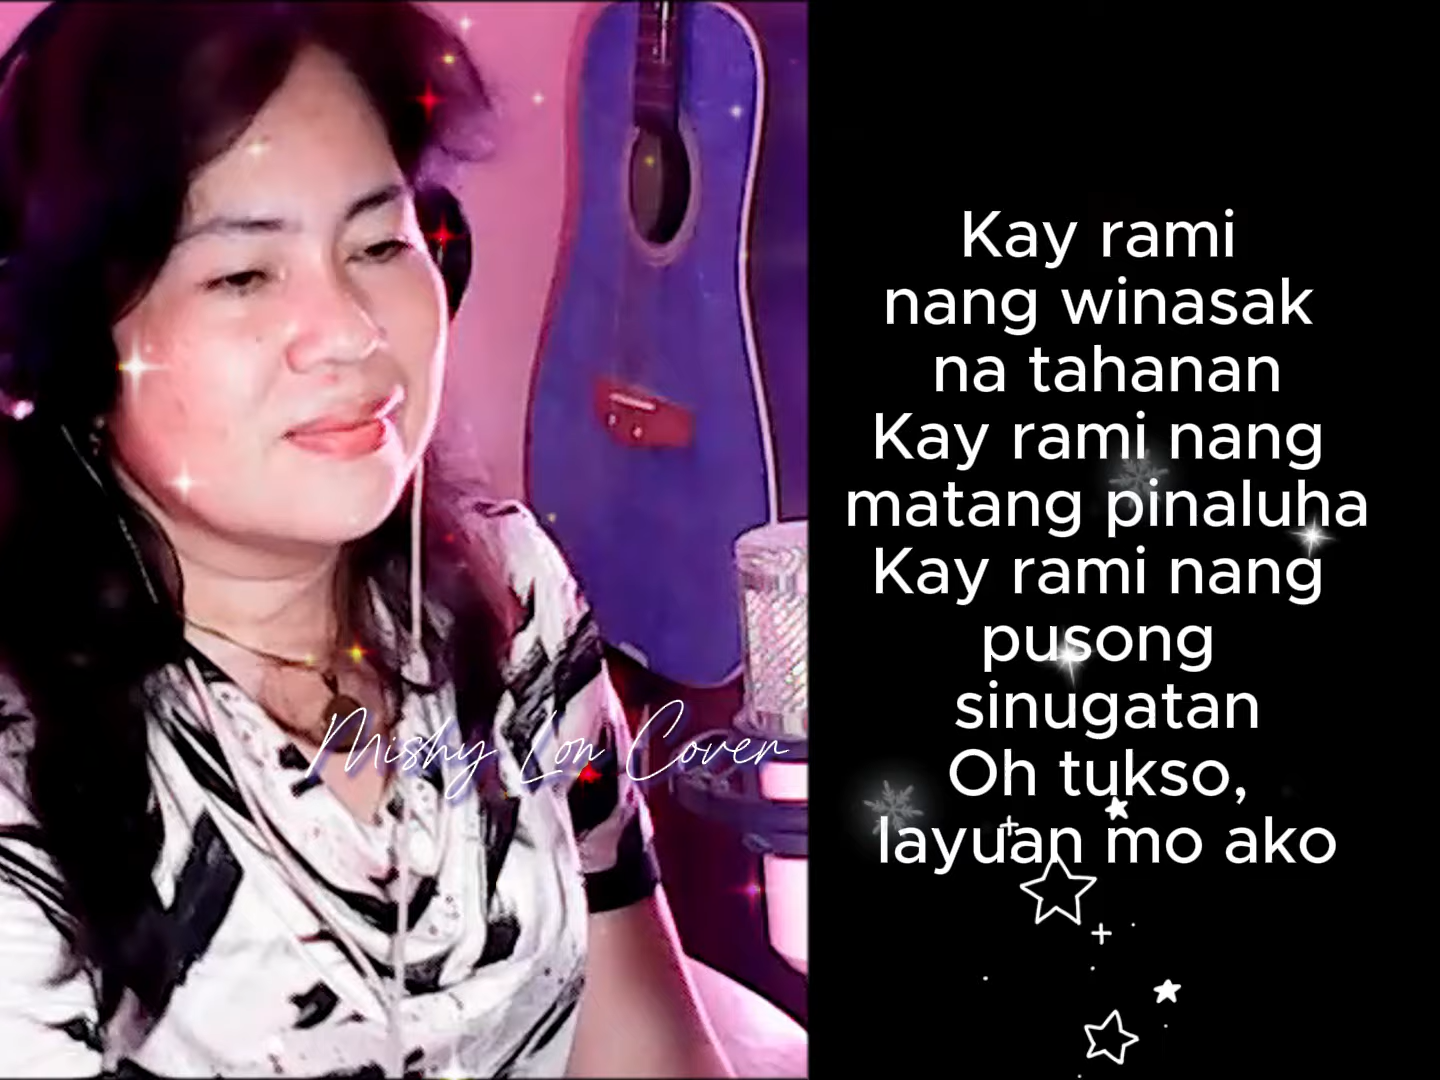 Kay rami
nang winasak
na tahanan
Kay rami nang
matang pinaluha
Kay rami nang
pusong
sinugatan
Oh tukso,
layuan mo ako
Mishy Lon Cover